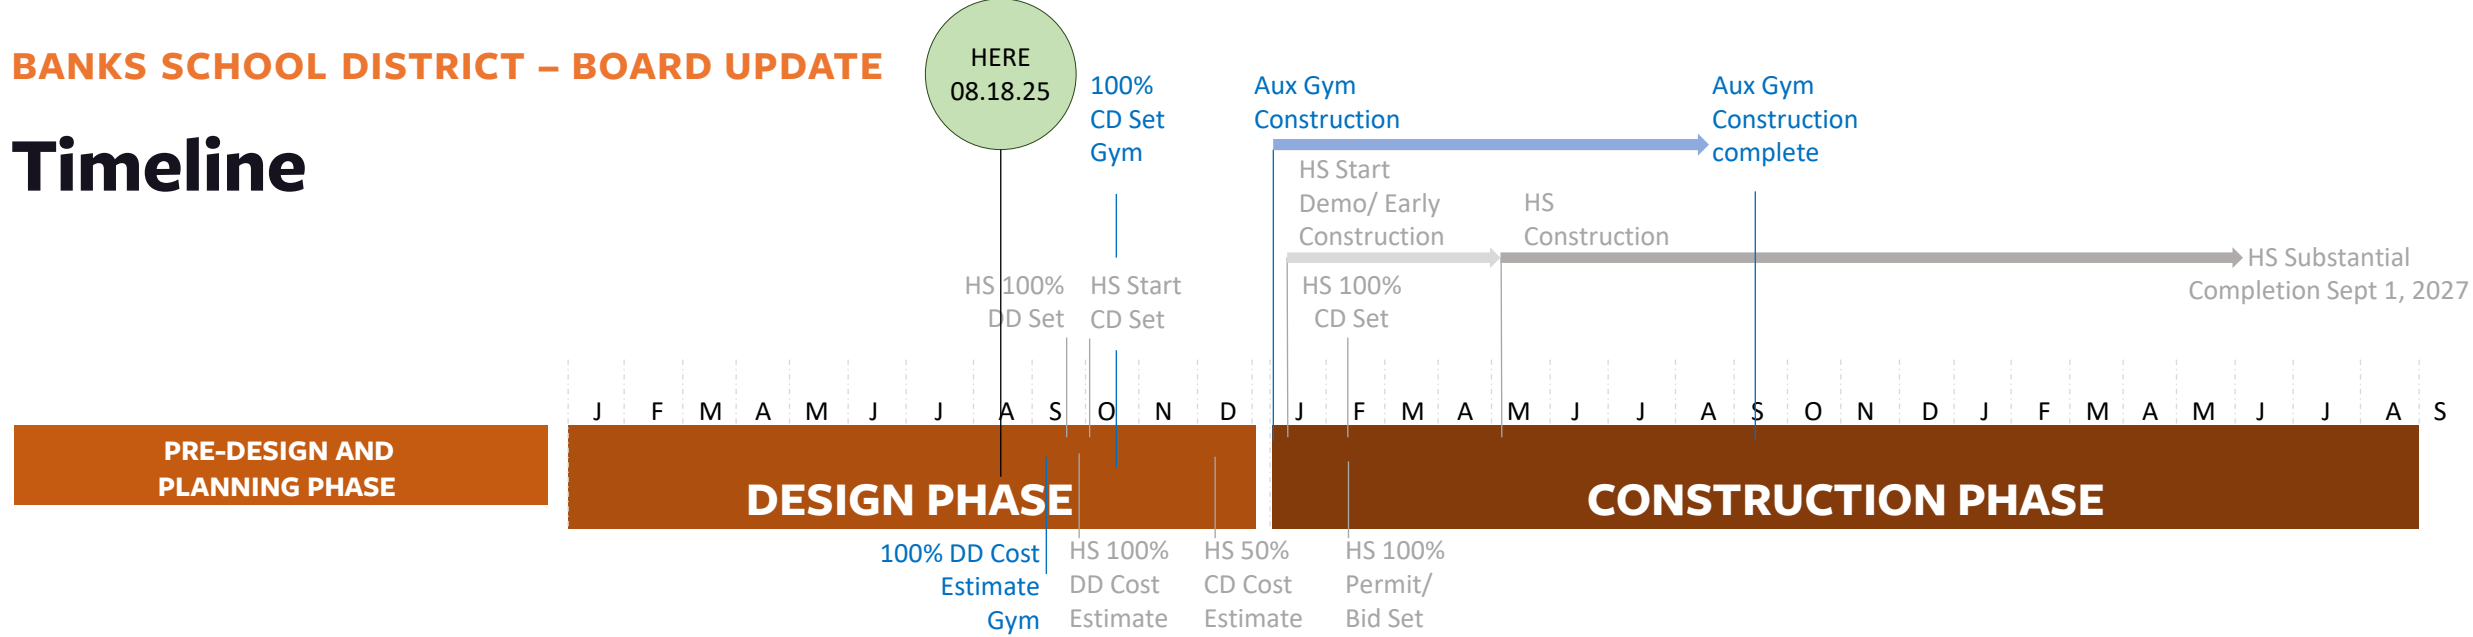 BANKS SCHOOL DISTRICT – BOARD UPDATE
Timeline
HERE
08.18.25
100%
CD Set
Gym
Aux Gym
Construction
Aux Gym
Construction
complete
HS Start
Demo/ Early
Construction
HS
Construction
HS Substantial
Completion Sept 1, 2027
HS 100%
DD Set
HS Start
CD Set
HS 100%
CD Set
J F M A M J J A S O N D J F M A M J J A S O N D J F M A M J J A S
PRE-DESIGN AND
PLANNING PHASE
DESIGN PHASE
CONSTRUCTION PHASE
100% DD Cost
Estimate
Gym
HS 100%
DD Cost
Estimate
HS 50%
CD Cost
Estimate
HS 100%
Permit/
Bid Set